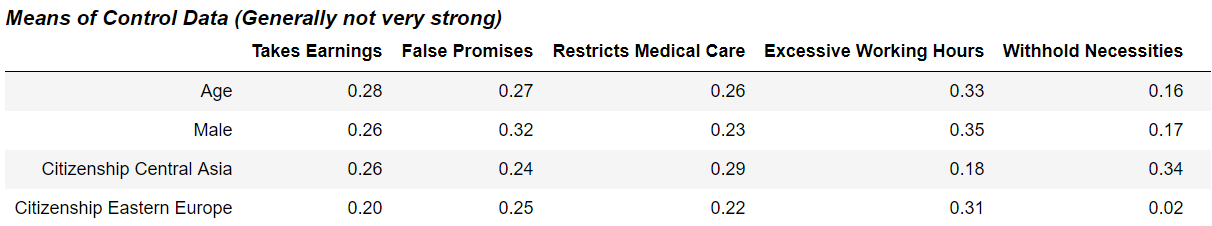 Means of Control Data (Generally not very strong)
Takes Earnings False Promises Restricts Medical Care Excessive Working Hours Withhold Necessities
Age 0.28 0.27 0.26 0.33 0.16
Male 0.26 0.32 0.23 0.35 0.17
Citizenship Central Asia 0.26 0.24 0.29 0.18 0.34
Citizenship Eastern Europe 0.20 0.25 0.22 0.31 0.02